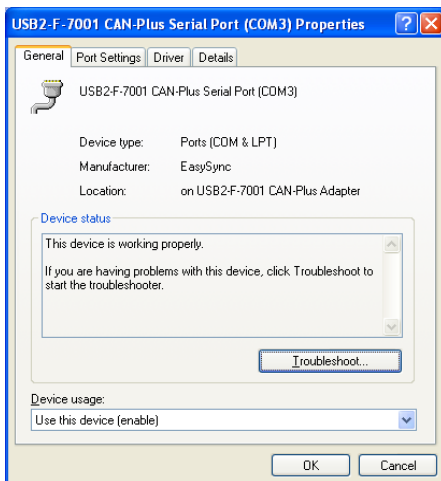 USB2-F-7001 CAN-Plus Serial Port (COM3) Properties
General Port Settings Driver Details
USB2-F-7001 CAN-Plus Serial Port (COM3)
Device type: Ports (COM & LPT)
Manufacturer: EasySync
Location: on USB2-F-7001 CAN-Plus Adapter
Device status
This device is working properly.
If you are having problems with this device, click Troubleshoot to
start the troubleshooter.
Troubleshoot...
Device usage:
Use this device (enable)
OK Cancel